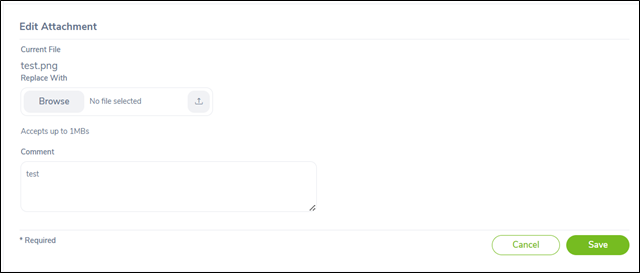 Edit Attachment
Current File
test.png
Replace With
Browse No file selected
Accepts up to 1MBs
Comment
test
* Required
Cancel Save